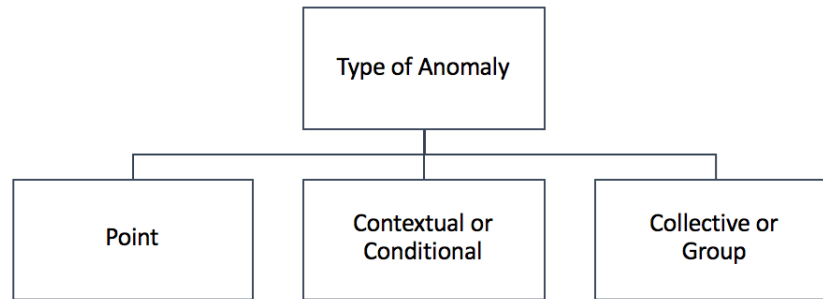 Type of Anomaly
Point
Contextual or
Conditional
Collective or
Group